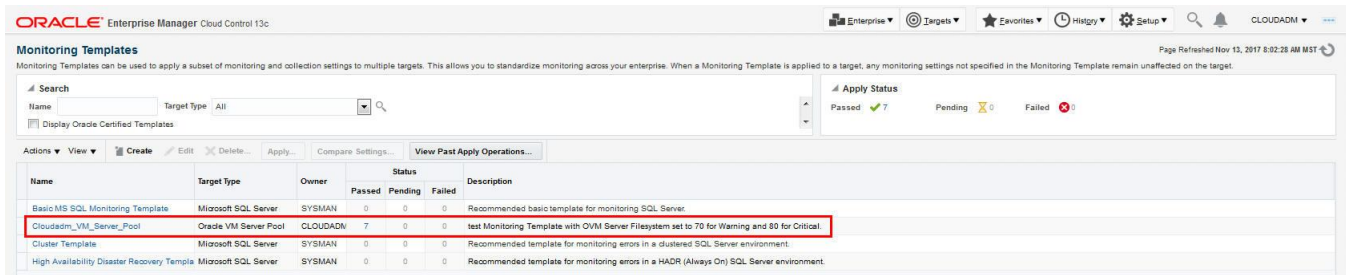 ORACLE® Enterprise Manager Cloud Control 13c
Enterprise ▼ Targets ▼ Favorites ▼ History ▼ Setup ▼ CLOUDADM ▼
Monitoring Templates
Page Refreshed Nov 13, 2017 8:02:28 AM MST
Monitoring Templates can be used to apply a subset of monitoring and collection settings to multiple targets. This allows you to standardize monitoring across your enterprise. When a Monitoring Template is applied to a target, any monitoring settings not specified in the Monitoring Template remain unaffected on the target.
Search
Name Target Type All
Display Oracle Certified Templates
Apply Status
Passed 7 Pending 0 Failed 0
Actions ▼ View ▼ Create Edit Delete... Apply... Compare Settings... View Past Apply Operations...
Name Target Type Owner Status Description
Passed Pending Failed
Basic MS SQL Monitoring Template Microsoft SQL Server SYSMAN 0 0 0 Recommended basic template for monitoring SQL Server.
Cloudadm_VM_Server_Pool Oracle VM Server Pool CLOUDADM 7 0 0 test Monitoring Template with OVM Server Filesystem set to 70 for Warning and 80 for Critical.
Cluster Template Microsoft SQL Server SYSMAN 0 0 0 Recommended template for monitoring errors in a clustered SQL Server environment.
High Availability Disaster Recovery Templa Microsoft SQL Server SYSMAN 0 0 0 Recommended template for monitoring errors in a HADR (Always On) SQL Server environment.